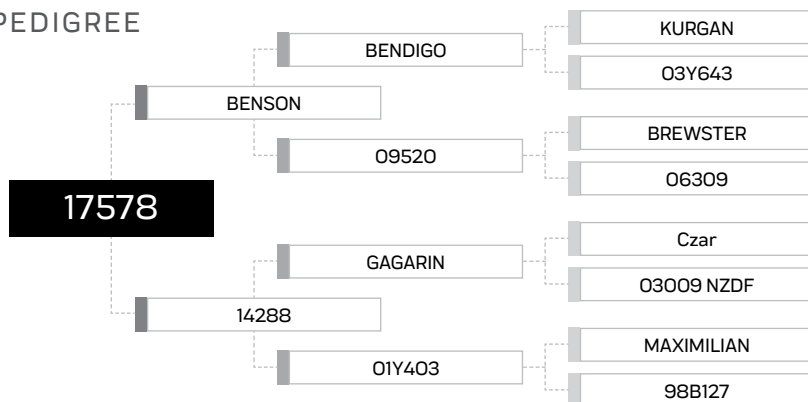 PEDIGREE
KURGAN
BENDIGO
03Y643
BENSON
BREWSTER
09520
06309
17578
Czar
GAGARIN
03009 NZDF
14288
MAXIMILIAN
01Y403
98B127